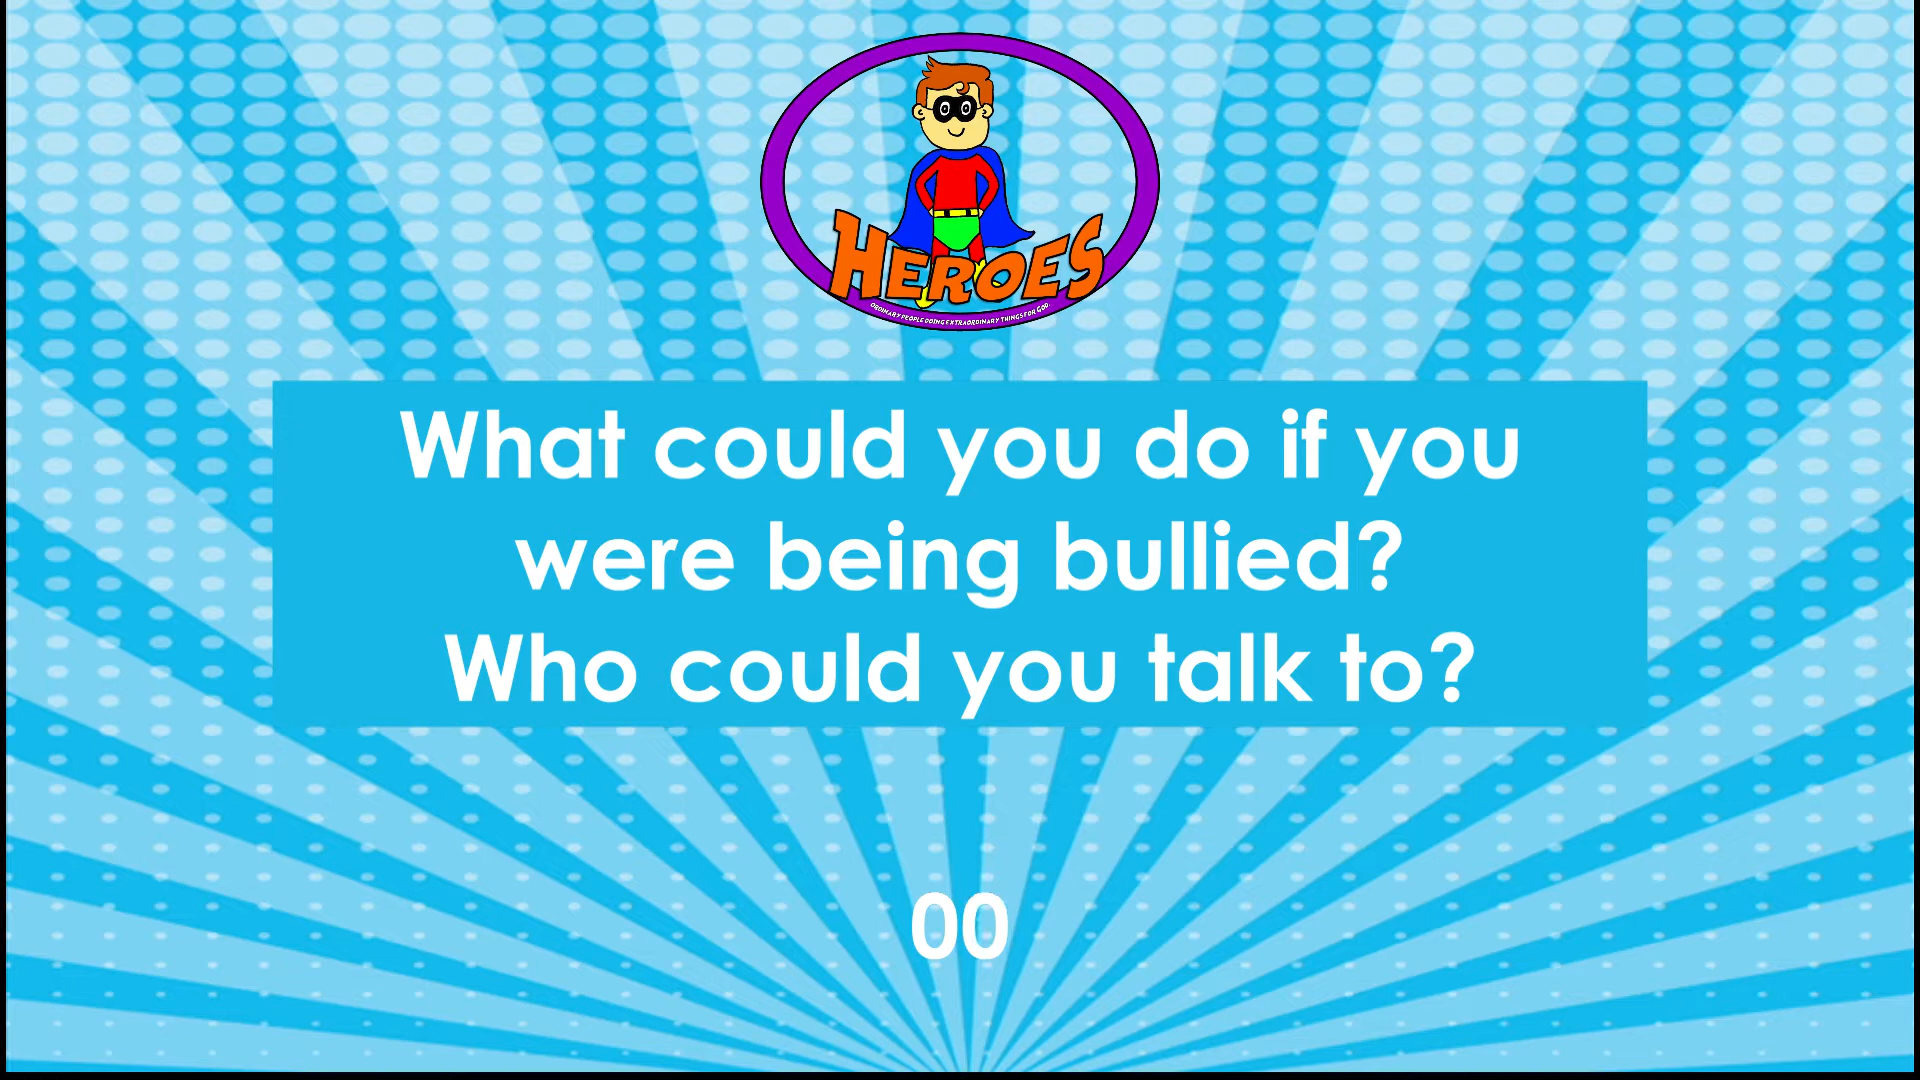 HEROES
ORDINARY PEOPLE DOING EXTRAORDINARY THINGS FOR GOD.
What could you do if you
were being bullied?
Who could you talk to?
00